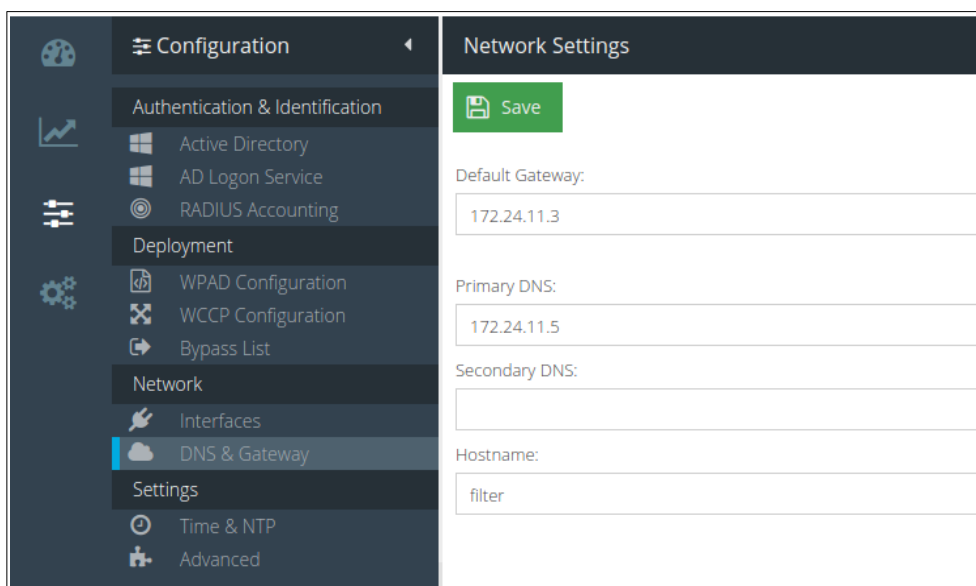 Configuration
Authentication & Identification
Active Directory
AD Logon Service
RADIUS Accounting
Deployment
WPAD Configuration
WCCP Configuration
Bypass List
Network
Interfaces
DNS & Gateway
Settings
Time & NTP
Advanced
Network Settings
Save
Default Gateway:
172.24.11.3
Primary DNS:
172.24.11.5
Secondary DNS:
Hostname:
filter